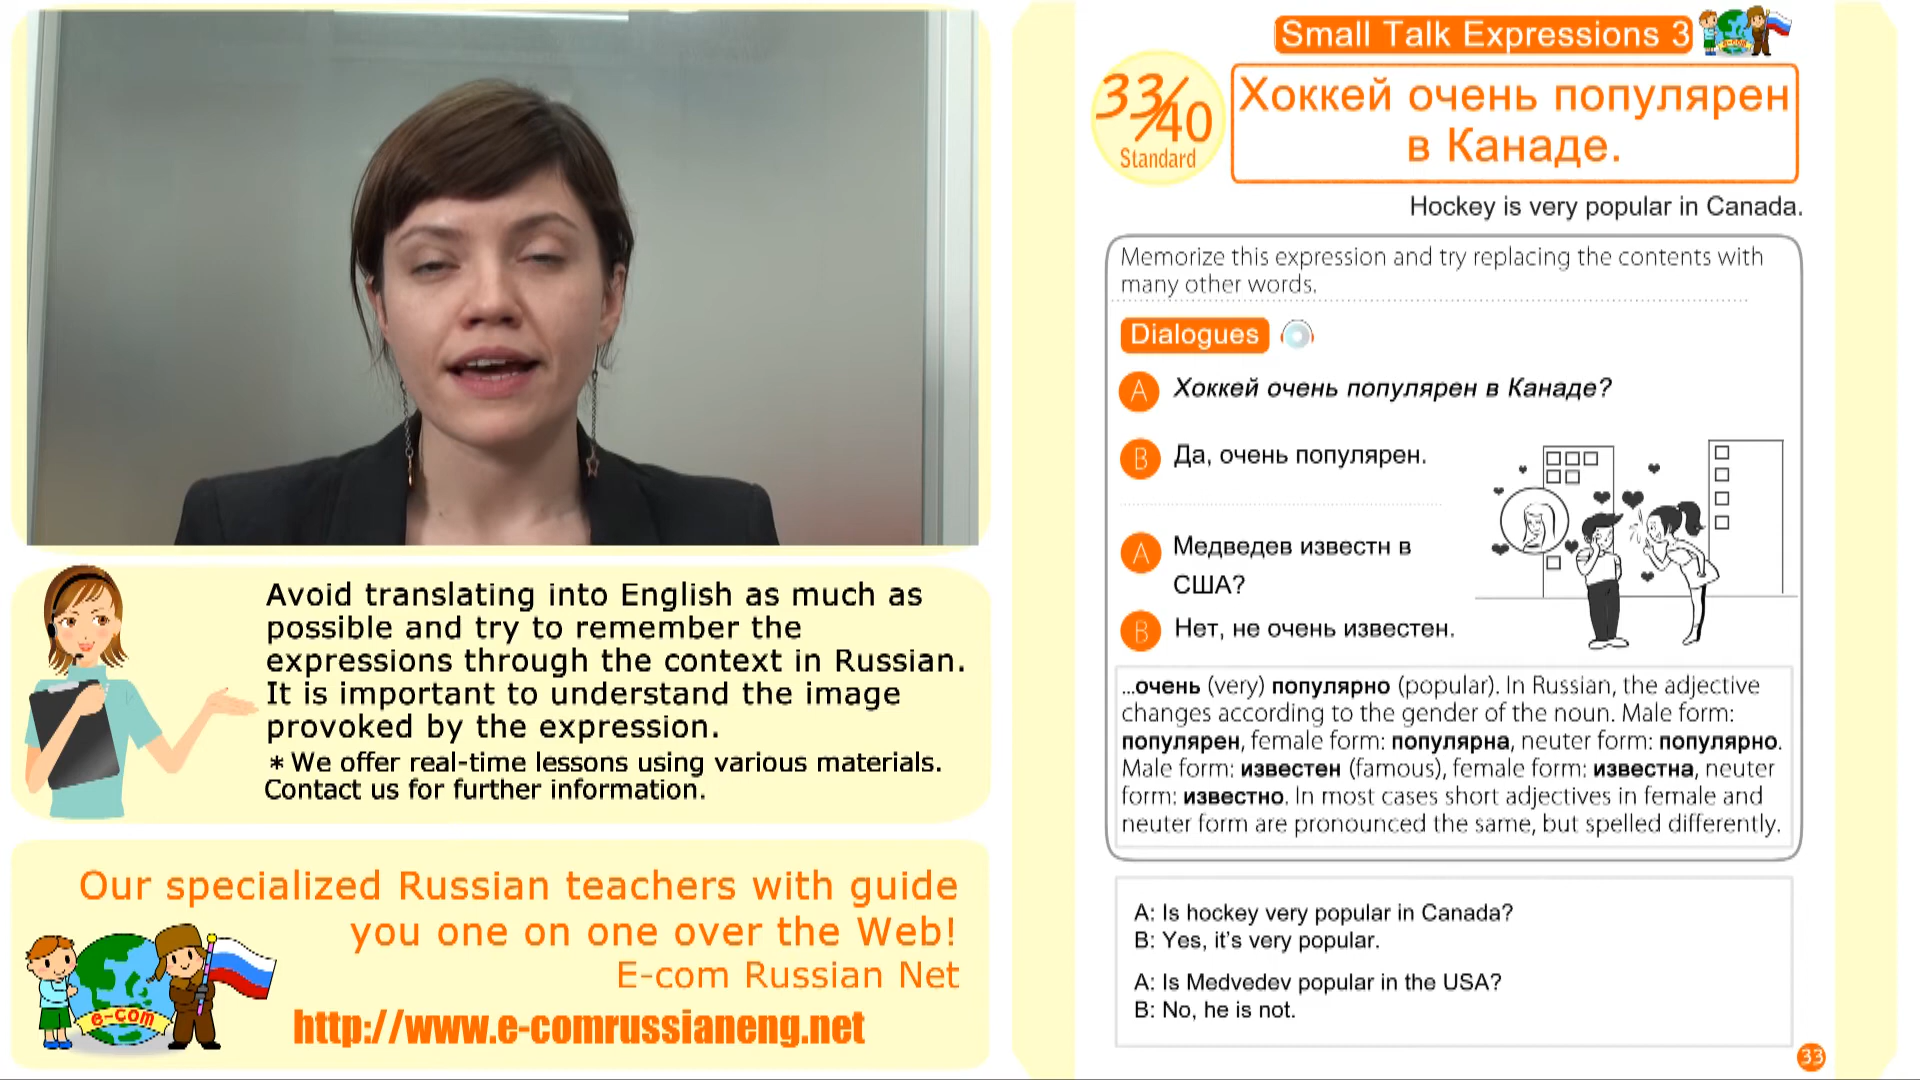 Small Talk Expressions 3
e-com
33/40
Standard
Хоккей очень популярен
в Канаде.
Hockey is very popular in Canada.
Memorize this expression and try replacing the contents with
many other words.
Dialogues
A Хоккей очень популярен в Канаде?
B Да, очень популярен.
A Медведев известн в
США?
B Нет, не очень известен.
...очень (very) популярно (popular). In Russian, the adjective
changes according to the gender of the noun. Male form:
популярен, female form: популярна, neuter form: популярно.
Male form: известен (famous), female form: известна, neuter
form: известно. In most cases short adjectives in female and
neuter form are pronounced the same, but spelled differently.
A: Is hockey very popular in Canada?
B: Yes, it's very popular.
A: Is Medvedev popular in the USA?
B: No, he is not.
33
Avoid translating into English as much as
possible and try to remember the
expressions through the context in Russian.
It is important to understand the image
provoked by the expression.
* We offer real-time lessons using various materials.
Contact us for further information.
Our specialized Russian teachers with guide
you one on one over the Web!
E-com Russian Net
http://www.e-comrussianeng.net
e-com